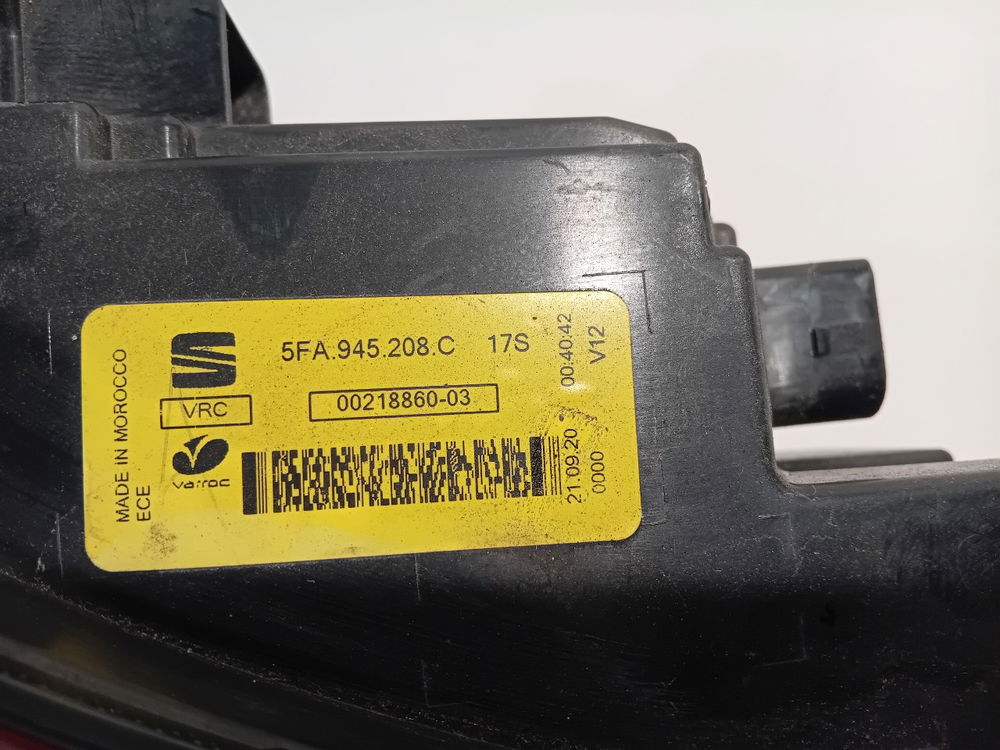 5FA.945.208.C 17S
VRC
00218860-03
varroc
MADE IN MOROCCO
ECE
21.09.20 00:40:42
0000 V12